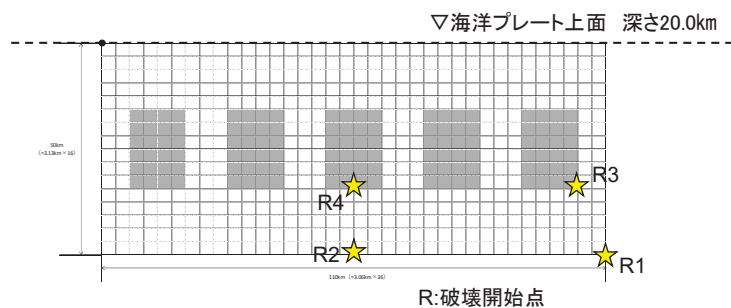 ▽海洋プレート上面 深さ20.0km
50km
(=3.13km×16)
R3
R4
R2
R1
110km (=3.06km×36)
R:破壊開始点